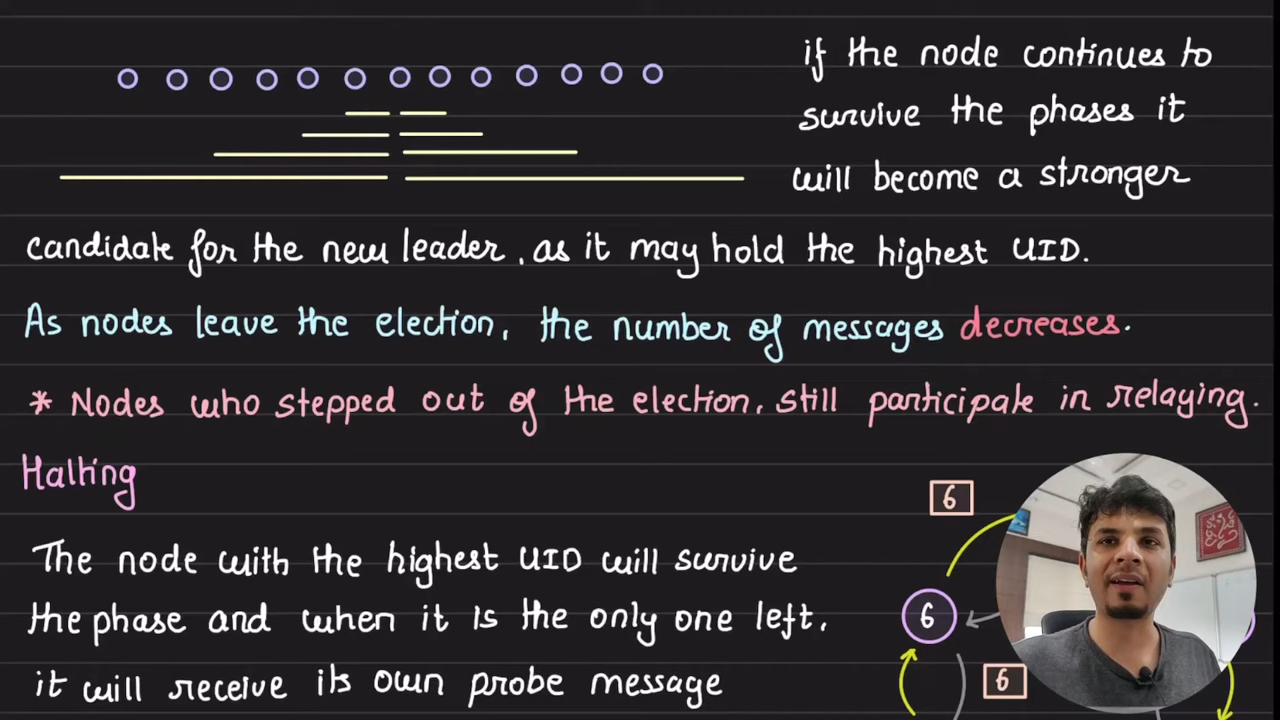 if the node continues to
survive the phases it
will become a stronger
candidate for the new leader, as it may hold the highest UID.
As nodes leave the election, the number of messages decreases.
* Nodes who stepped out of the election, still participate in relaying.
Halting
6
The node with the highest UID will survive
the phase and when it is the only one left,
6
it will receive its own probe message
6